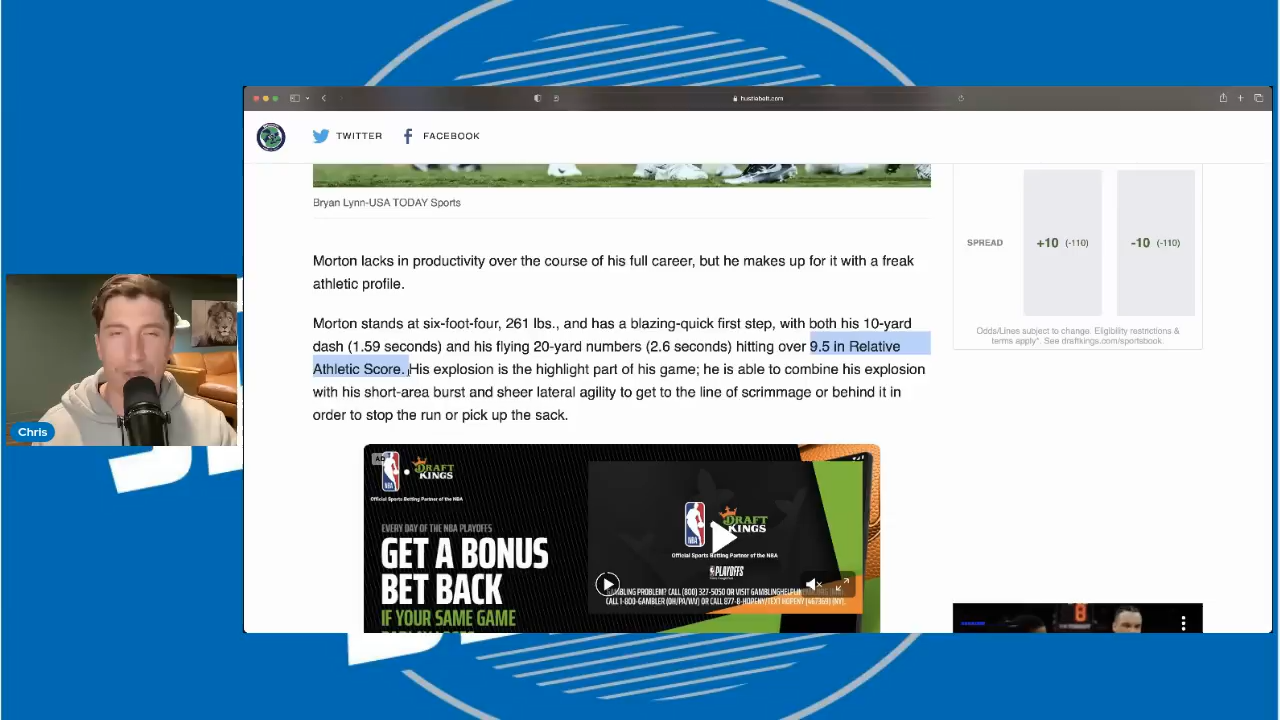 hustlebelt.com
TWITTER FACEBOOK
Bryan Lynn-USA TODAY Sports
Morton lacks in productivity over the course of his full career, but he makes up for it with a freak
athletic profile.
Morton stands at six-foot-four, 261 lbs., and has a blazing-quick first step, with both his 10-yard
dash (1.59 seconds) and his flying 20-yard numbers (2.6 seconds) hitting over 9.5 in Relative
Athletic Score. His explosion is the highlight part of his game; he is able to combine his explosion
with his short-area burst and sheer lateral agility to get to the line of scrimmage or behind it in
order to stop the run or pick up the sack.
SPREAD +10 (-110) -10 (-110)
Odds/Lines subject to change. Eligibility restrictions &
terms apply*. See draftkings.com/sportsbook.
Chris
AD
DRAFT
KINGS
Official Sports Betting Partner of the NBA
EVERY DAY OF THE NBA PLAYOFFS
GET A BONUS
BET BACK
IF YOUR SAME GAME
NBA
DRAFT
KINGS
Official Sports Betting Partner of the NBA
PLAYOFFS
CALL 1-800-GAMBLER
8